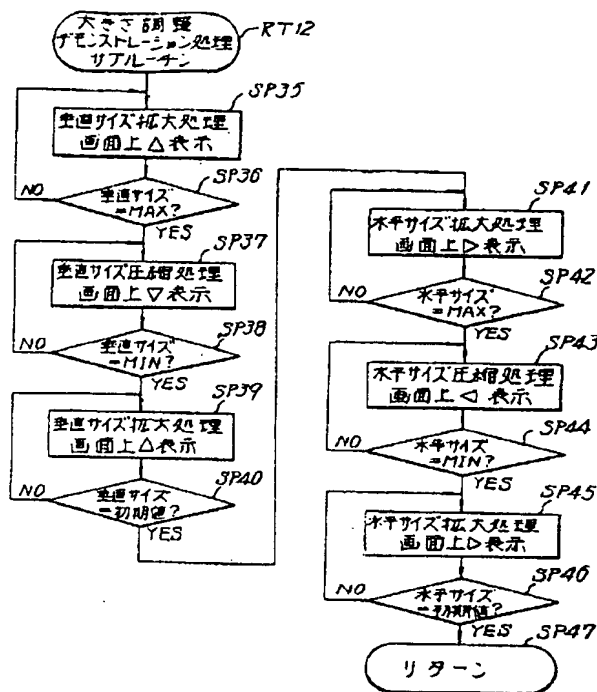 大きさ調整
デモンストレーション処理
サブルーチン
RT12
SP35
垂直サイズ拡大処理
画面上△表示
SP36
垂直サイズ
=MAX?
NO
YES
SP37
垂直サイズ圧縮処理
画面上▽表示
SP38
垂直サイズ
=MIN?
NO
YES
SP39
垂直サイズ拡大処理
画面上△表示
SP40
垂直サイズ
=初期値?
NO
YES
SP41
水平サイズ拡大処理
画面上▷表示
SP42
水平サイズ
=MAX?
NO
YES
SP43
水平サイズ圧縮処理
画面上◁表示
SP44
水平サイズ
=MIN?
NO
YES
SP45
水平サイズ拡大処理
画面上▷表示
SP46
水平サイズ
=初期値?
NO
YES
SP47
リターン